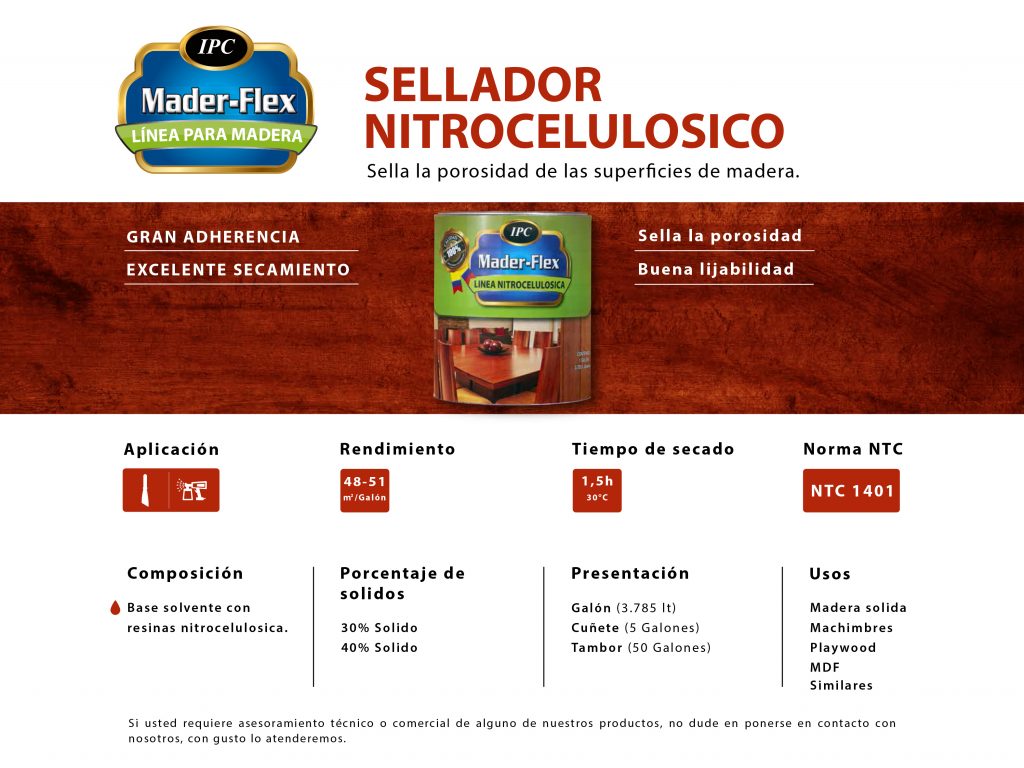 IPC
Mader-Flex
LÍNEA PARA MADERA
SELLADOR
NITROCELULOSICO
Sella la porosidad de las superficies de madera.
GRAN ADHERENCIA
EXCELENTE SECAMIENTO
IPC
100%
Mader-Flex
LINEA NITROCELULOSICA
Sella la porosidad
Buena lijabilidad
Aplicación
Rendimiento
48-51
m²/Galón
Tiempo de secado
1,5h
30°C
Norma NTC
NTC 1401
Composición
Base solvente con
resinas nitrocelulosica.
Porcentaje de
solidos
30% Solido
40% Solido
Presentación
Galón (3.785 lt)
Cuñete (5 Galones)
Tambor (50 Galones)
Usos
Madera solida
Machimbres
Playwood
MDF
Similares
Si usted requiere asesoramiento técnico o comercial de alguno de nuestros productos, no dude en ponerse en contacto con
nosotros, con gusto lo atenderemos.